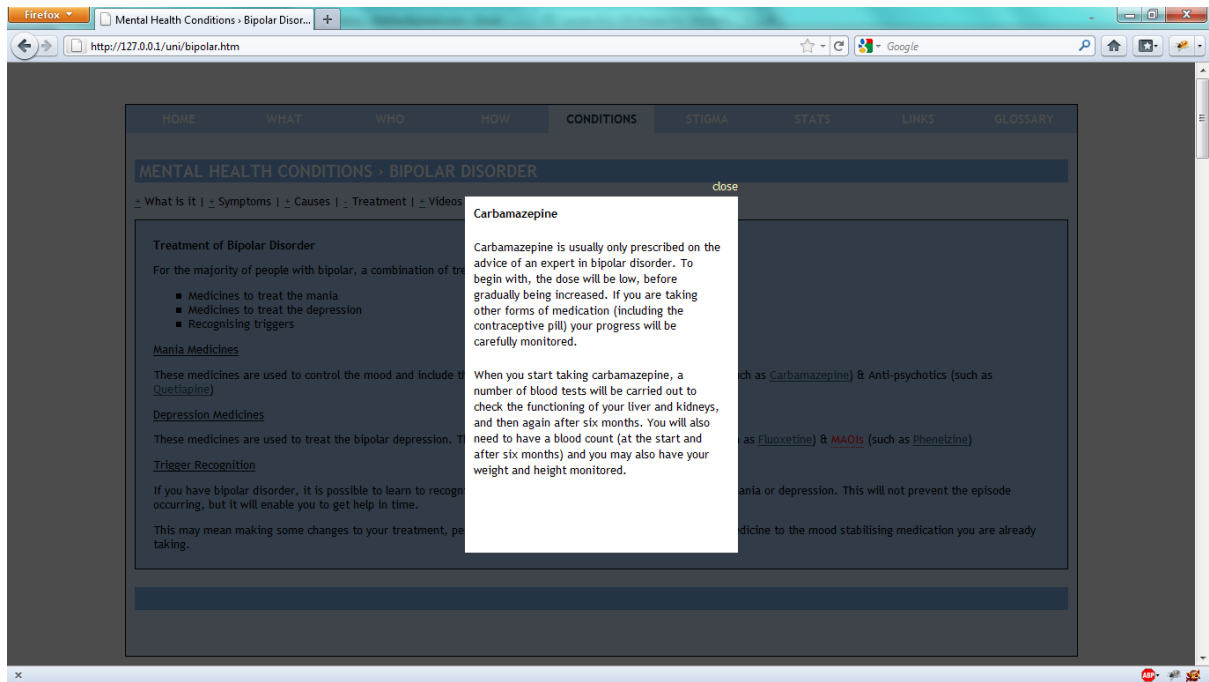 Firefox
Mental Health Conditions › Bipolar Disor...
http://127.0.0.1/uni/bipolar.htm
Google
HOME WHAT WHO HOW CONDITIONS STIGMA STATS LINKS GLOSSARY
MENTAL HEALTH CONDITIONS › BIPOLAR DISORDER
close
+ What is it | + Symptoms | + Causes | - Treatment | + Videos
Treatment of Bipolar Disorder
For the majority of people with bipolar, a combination of
Medicines to treat the mania
Medicines to treat the depression
Recognising triggers
Mania Medicines
These medicines are used to control the mood and include
such as Carbamazepine) & Anti-psychotics (such as
Quetiapine)
Depression Medicines
These medicines are used to treat the bipolar depression.
as Fluoxetine) & MAOIs (such as Phenelzine)
Trigger Recognition
If you have bipolar disorder, it is possible to learn to
mania or depression. This will not prevent the episode
occurring, but it will enable you to get help in time.
This may mean making some changes to your treatment,
medicine to the mood stabilising medication you are already
taking.
Carbamazepine
Carbamazepine is usually only prescribed on the
advice of an expert in bipolar disorder. To
begin with, the dose will be low, before
gradually being increased. If you are taking
other forms of medication (including the
contraceptive pill) your progress will be
carefully monitored.
When you start taking carbamazepine, a
number of blood tests will be carried out to
check the functioning of your liver and kidneys,
and then again after six months. You will also
need to have a blood count (at the start and
after six months) and you may also have your
weight and height monitored.
ABP